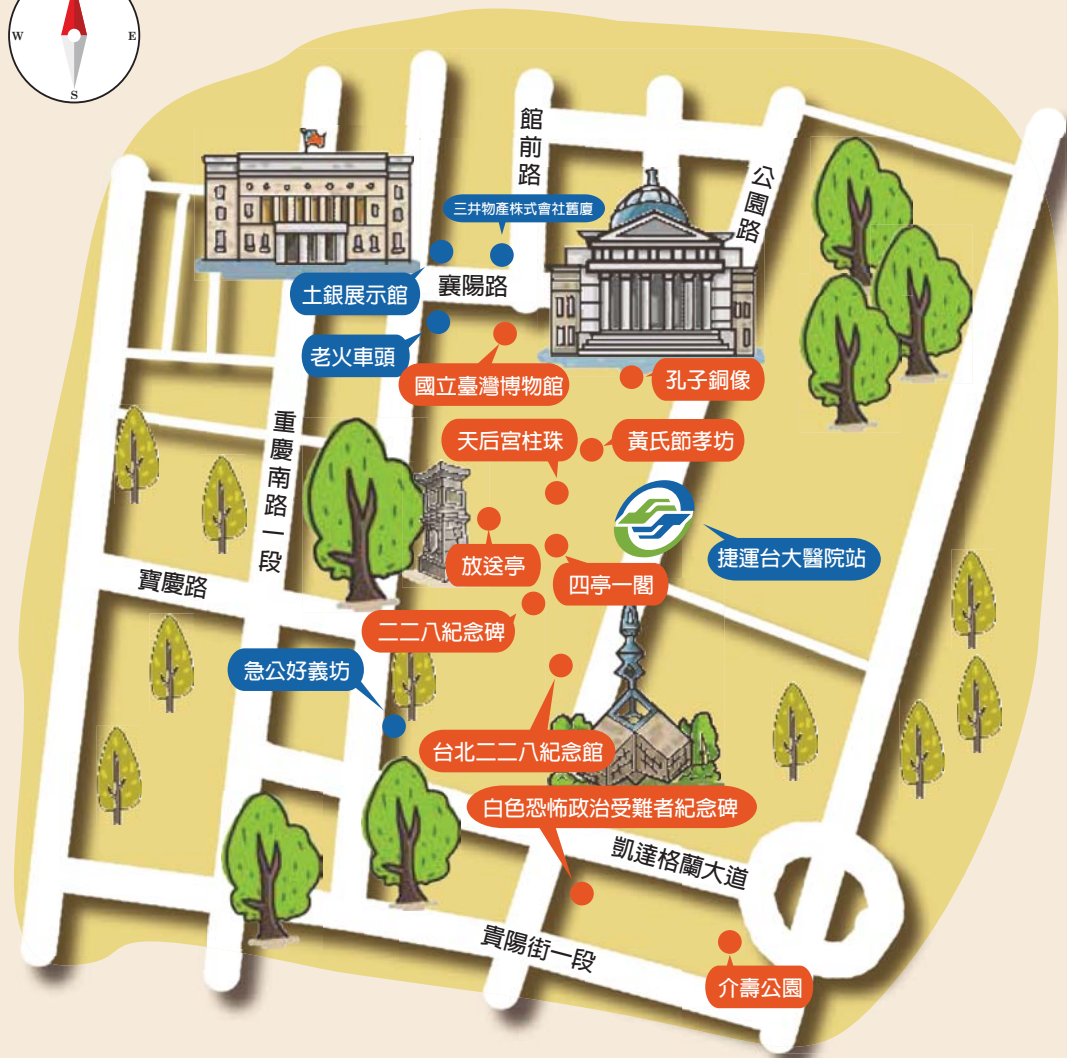 W
E
S
館前路
公園路
三井物產株式會社舊廈
襄陽路
土銀展示館
老火車頭
國立臺灣博物館
孔子銅像
重慶南路一段
天后宮柱珠
黃氏節孝坊
捷運台大醫院站
放送亭
四亭一閣
寶慶路
二二八紀念碑
急公好義坊
台北二二八紀念館
白色恐怖政治受難者紀念碑
凱達格蘭大道
貴陽街一段
介壽公園